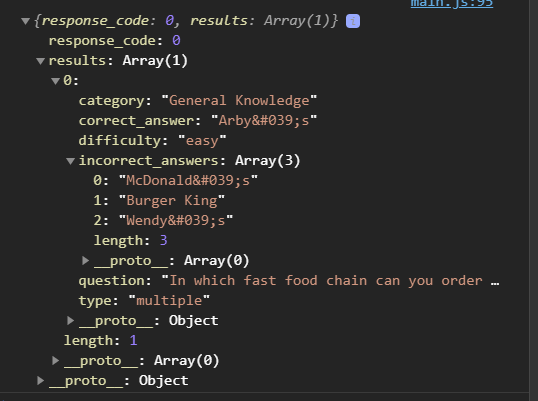 main.js:95
▼{response_code: 0, results: Array(1)} i
response_code: 0
▼results: Array(1)
▼0:
category: "General Knowledge"
correct_answer: "Arby&#039;s"
difficulty: "easy"
▼incorrect_answers: Array(3)
0: "McDonald&#039;s"
1: "Burger King"
2: "Wendy&#039;s"
length: 3
▶__proto__: Array(0)
question: "In which fast food chain can you order …
type: "multiple"
▶__proto__: Object
length: 1
▶__proto__: Array(0)
▶__proto__: Object